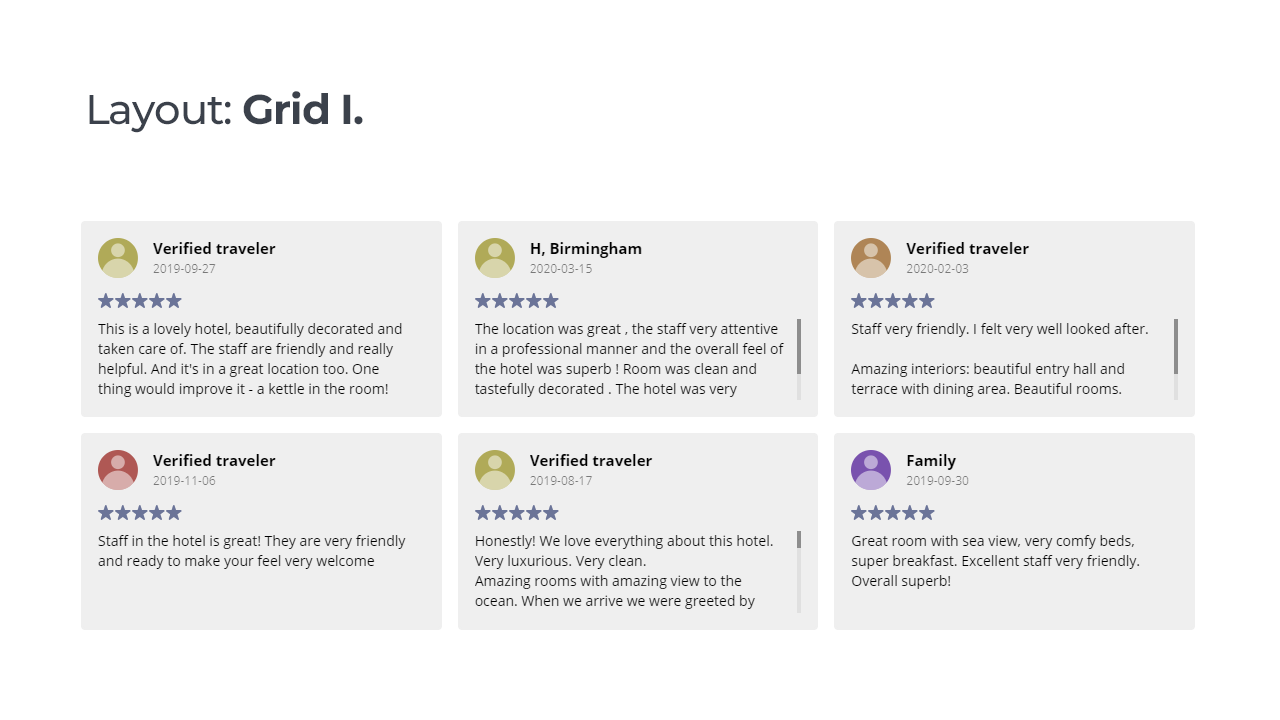 Layout: Grid I.
Verified traveler
2019-09-27
This is a lovely hotel, beautifully decorated and
taken care of. The staff are friendly and really
helpful. And it's in a great location too. One
thing would improve it - a kettle in the room!
H, Birmingham
2020-03-15
The location was great , the staff very attentive
in a professional manner and the overall feel of
the hotel was superb ! Room was clean and
tastefully decorated . The hotel was very
Verified traveler
2020-02-03
Staff very friendly. I felt very well looked after.
Amazing interiors: beautiful entry hall and
terrace with dining area. Beautiful rooms.
Verified traveler
2019-11-06
Staff in the hotel is great! They are very friendly
and ready to make your feel very welcome
Verified traveler
2019-08-17
Honestly! We love everything about this hotel.
Very luxurious. Very clean.
Amazing rooms with amazing view to the
ocean. When we arrive we were greeted by
Family
2019-09-30
Great room with sea view, very comfy beds,
super breakfast. Excellent staff very friendly.
Overall superb!